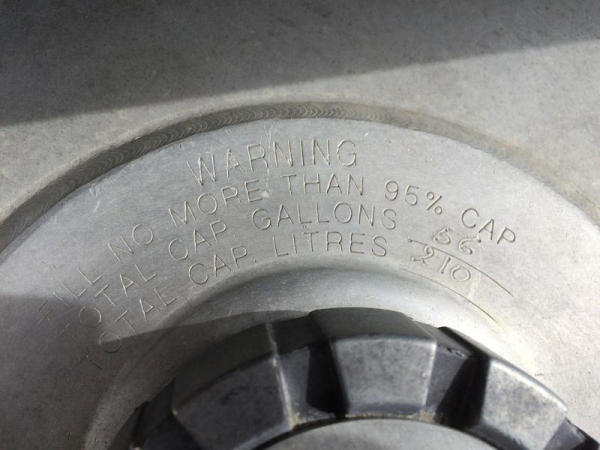 WARNING
FILL NO MORE THAN 95% CAP
TOTAL CAP GALLONS 56
TOTAL CAP. LITRES 210